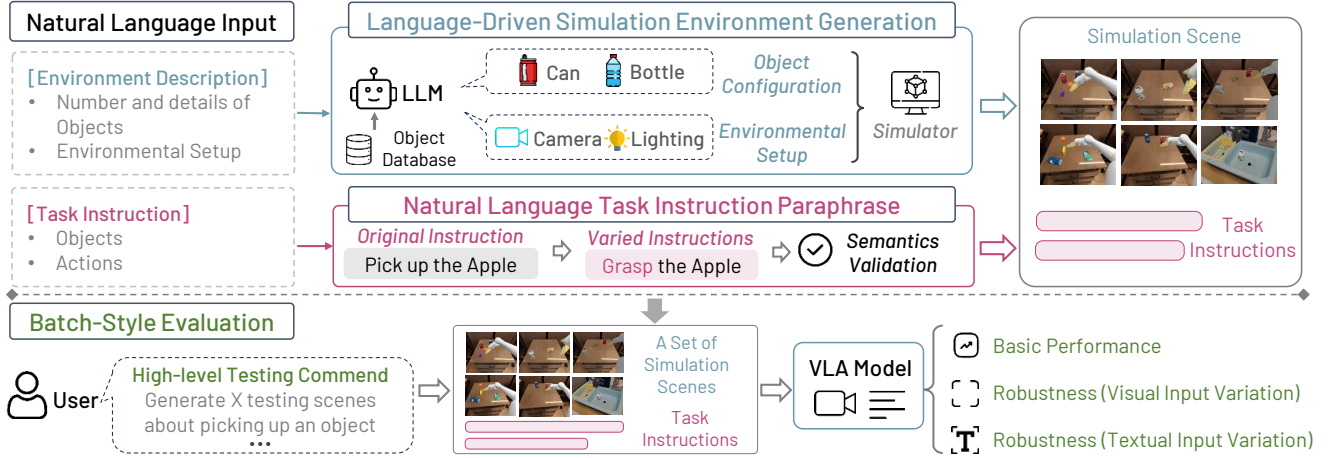 Natural Language Input
[Environment Description]
• Number and details of
Objects
• Environmental Setup
[Task Instruction]
• Objects
• Actions
Language-Driven Simulation Environment Generation
LLM
Object
Database
Can
Bottle
Camera
Lighting
Object
Configuration
Environmental
Setup
Simulator
Natural Language Task Instruction Paraphrase
Original Instruction
Pick up the Apple
Varied Instructions
Grasp the Apple
Semantics
Validation
Simulation Scene
Task
Instructions
Batch-Style Evaluation
User
High-level Testing Commend
Generate X testing scenes
about picking up an object
•••
A Set of
Simulation
Scenes
Task
Instructions
VLA Model
Basic Performance
Robustness (Visual Input Variation)
T
Robustness (Textual Input Variation)